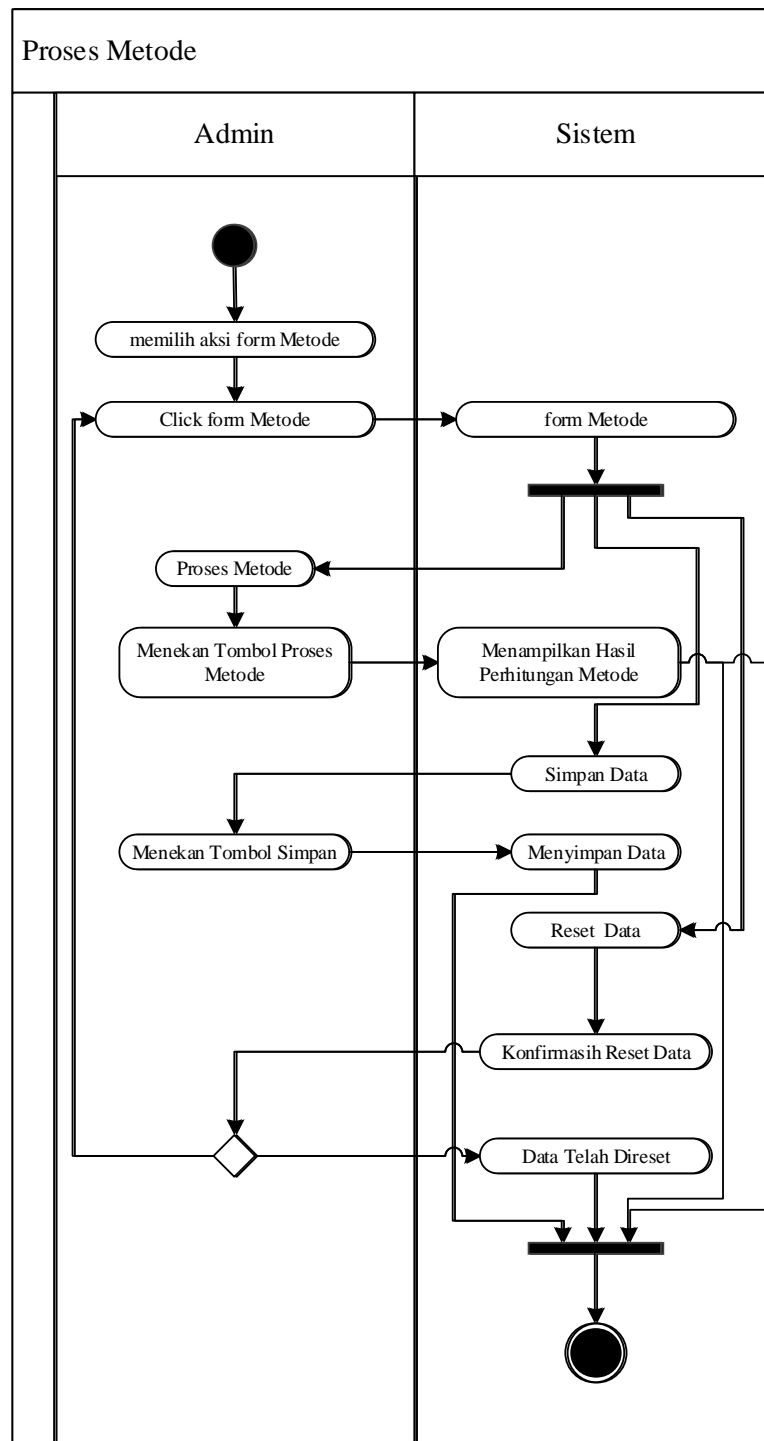 Proses Metode
Admin
Sistem
memilih aksi form Metode
Click form Metode
form Metode
Proses Metode
Menekan Tombol Proses
Metode
Menampilkan Hasil
Perhitungan Metode
Simpan Data
Menekan Tombol Simpan
Menyimpan Data
Reset Data
Konfirmasih Reset Data
Data Telah Direset